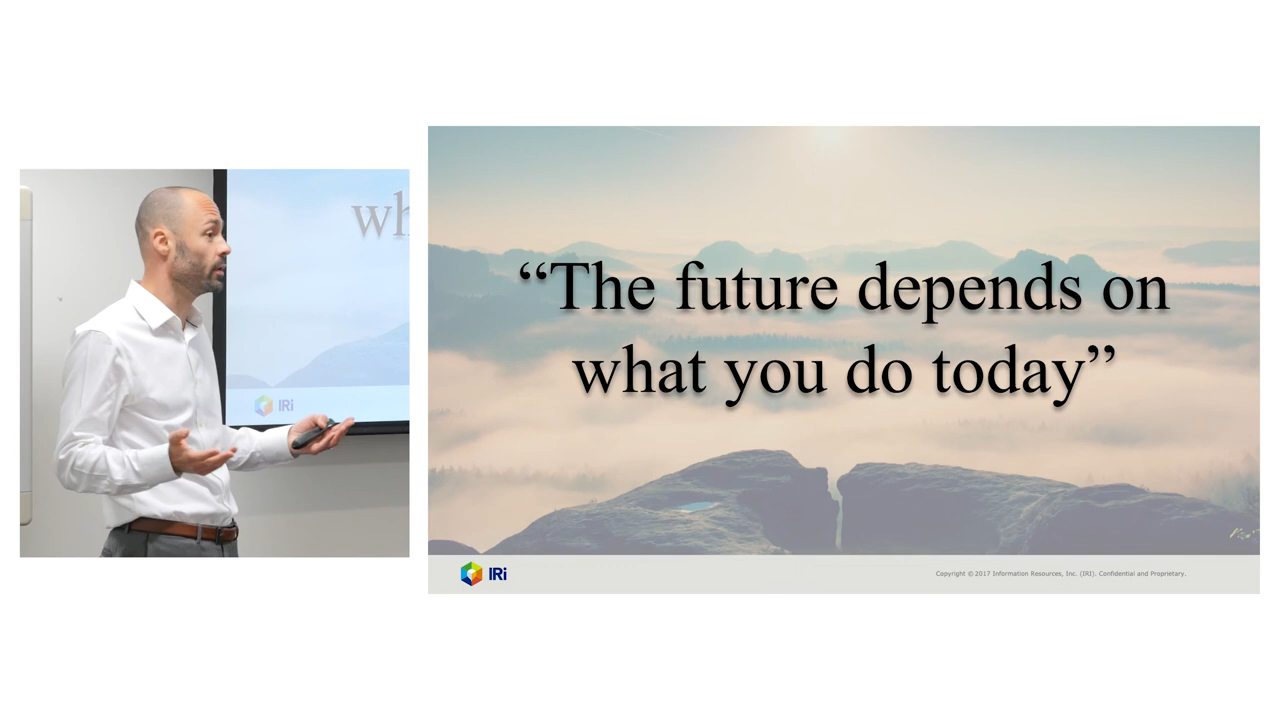 wh
IRi
“The future depends on
what you do today”
IRi
Copyright © 2017 Information Resources, Inc. (IRI). Confidential and Proprietary.